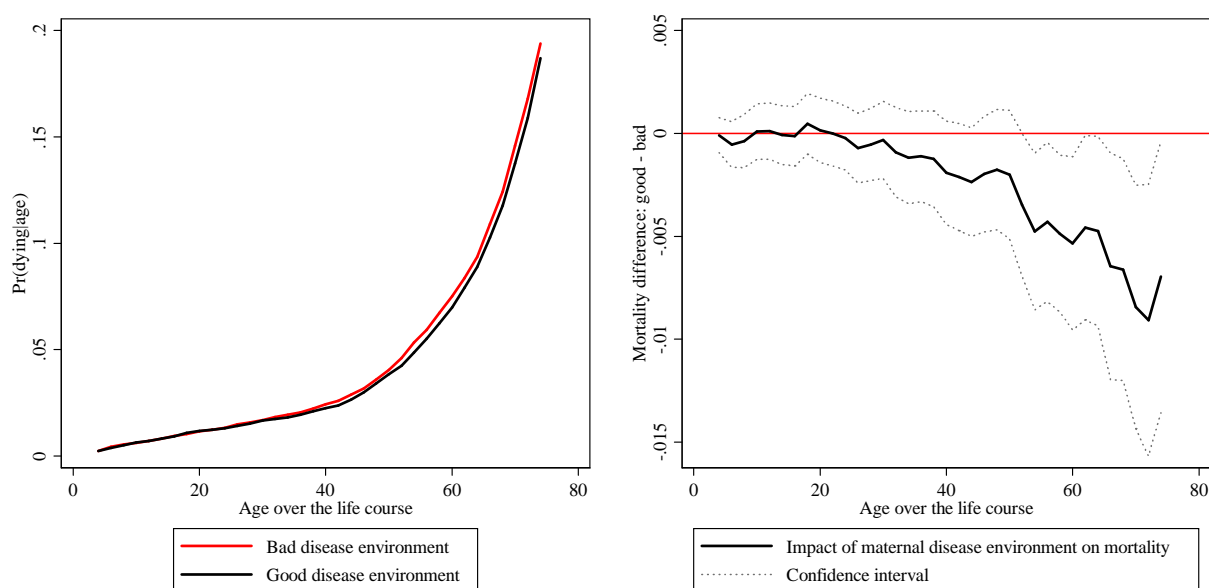 .2
.15
.1
.05
0
Pr(dying|age)
0 20 40 60 80
Age over the life course
Bad disease environment
Good disease environment
.005
0
-.005
-.01
-.015
Mortality difference: good - bad
0 20 40 60 80
Age over the life course
Impact of maternal disease environment on mortality
Confidence interval